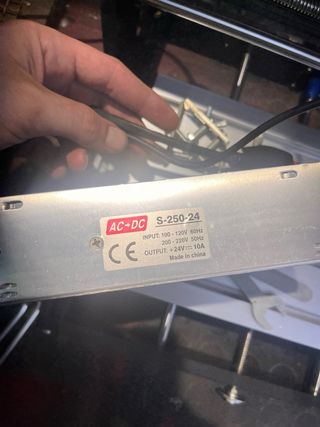 AC→DC S-250-24
INPUT: 100 - 120V 60Hz
200 - 220V 50Hz
OUTPUT: +24V⎓10A
CE Made in china